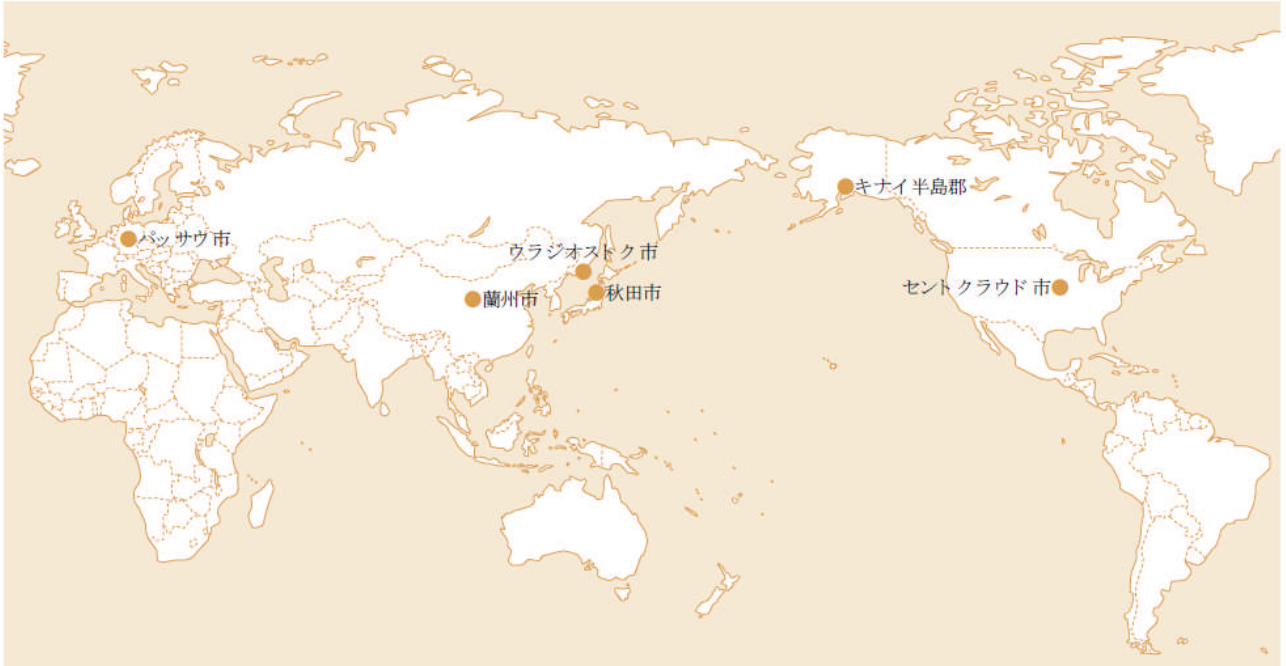 キナイ半島郡
パッサウ市
ウラジオストク市
セントクラウド市
秋田市
蘭州市